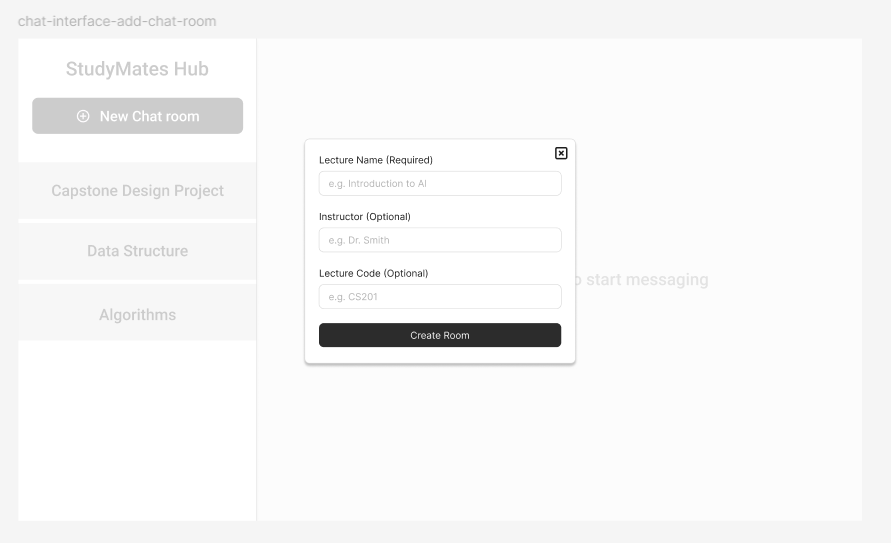 chat-interface-add-chat-room
StudyMates Hub
New Chat room
Capstone Design Project
Data Structure
Algorithms
Lecture Name (Required)
e.g. Introduction to AI
Instructor (Optional)
e.g. Dr. Smith
Lecture Code (Optional)
e.g. CS201
Create Room
start messaging